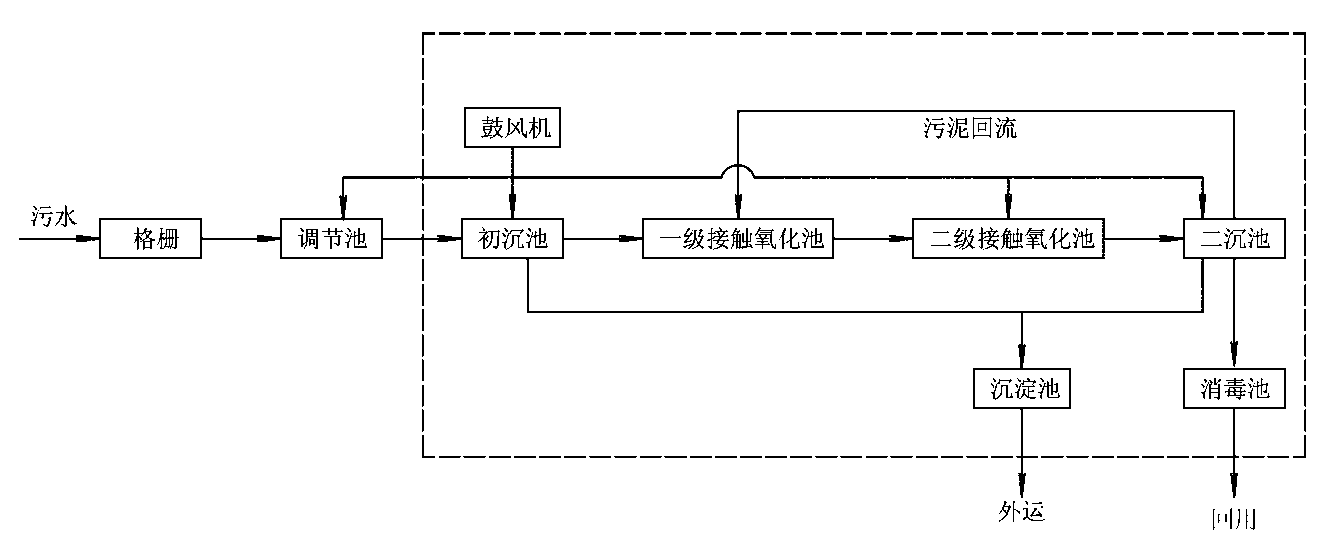 鼓风机
污泥回流
污水
格栅
调节池
初沉池
一级接触氧化池
二级接触氧化池
二沉池
沉淀池
消毒池
外运
回用